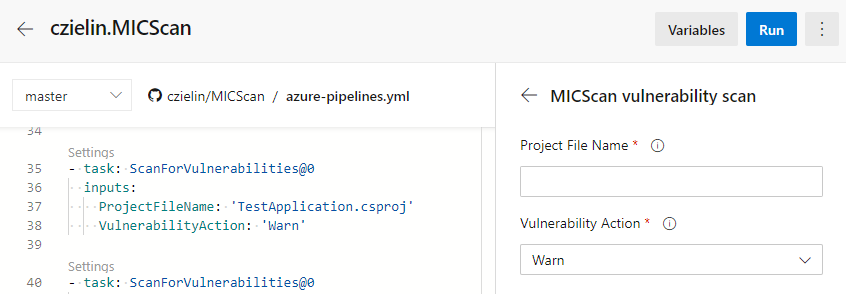 czielin.MICScan
Variables
Run
master
czielin/MICScan / azure-pipelines.yml
34
Settings
35 - task: ScanForVulnerabilities@0
36 inputs:
37 ProjectFileName: 'TestApplication.csproj'
38 VulnerabilityAction: 'Warn'
39
Settings
40 - task: ScanForVulnerabilities@0
MICScan vulnerability scan
Project File Name *
Vulnerability Action *
Warn